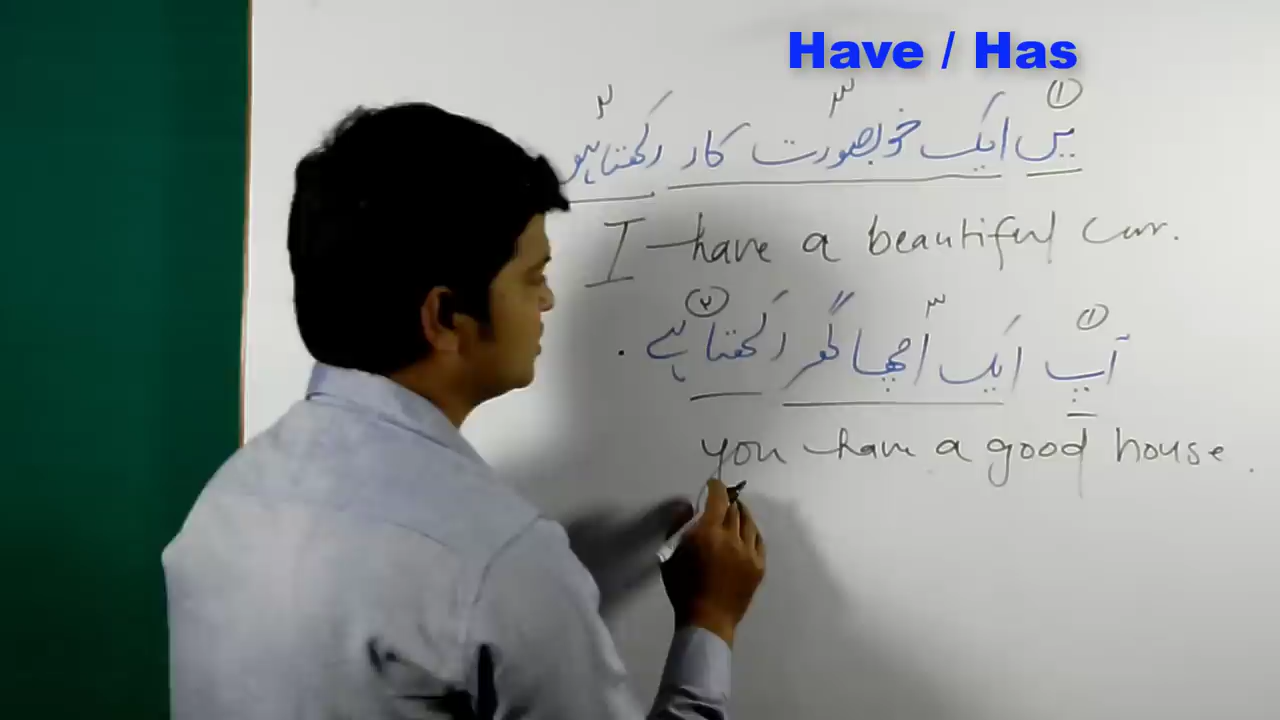 Have / Has
میں ایک خوبصورت کار رکھتا ہو
I have a beautiful car.
آپ ایک اچھا گھر رکھتا ہے .
you have a good house.